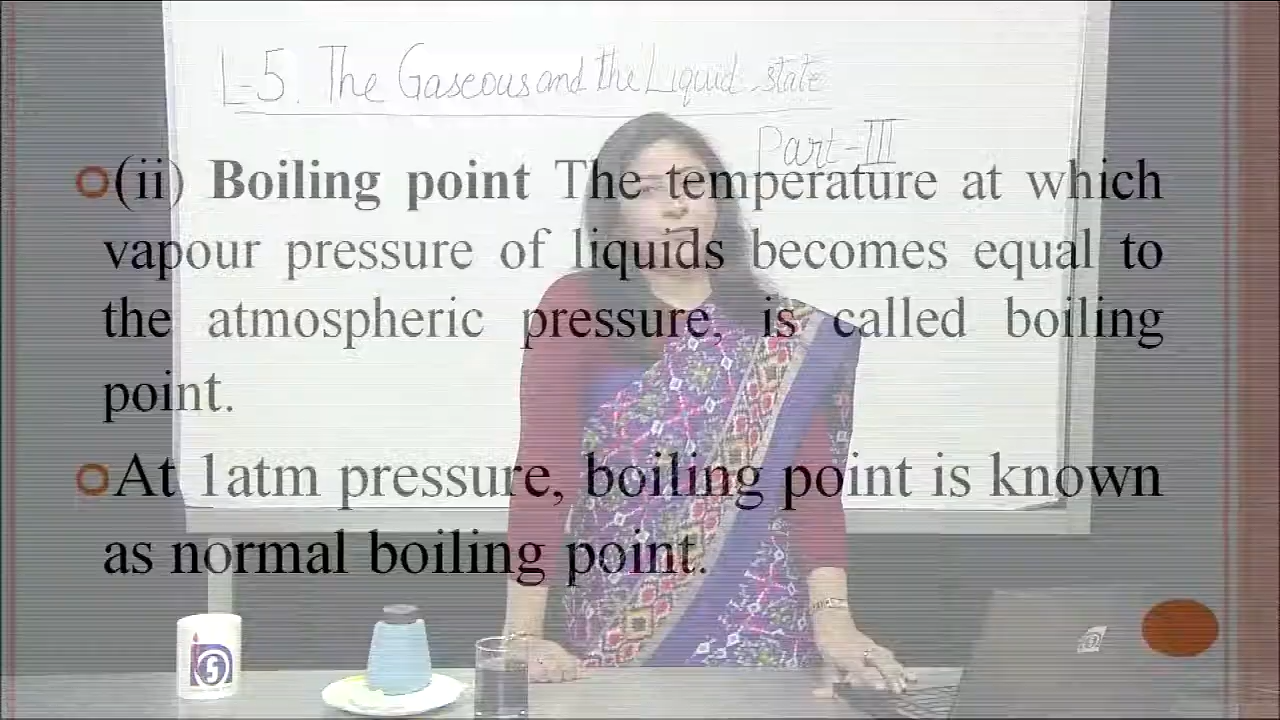 L-5. The Gaseous and the Liquid state
Part-III
(ii) Boiling point The temperature at which
vapour pressure of liquids becomes equal to
the atmospheric pressure, is called boiling
point.
At 1atm pressure, boiling point is known
as normal boiling point.